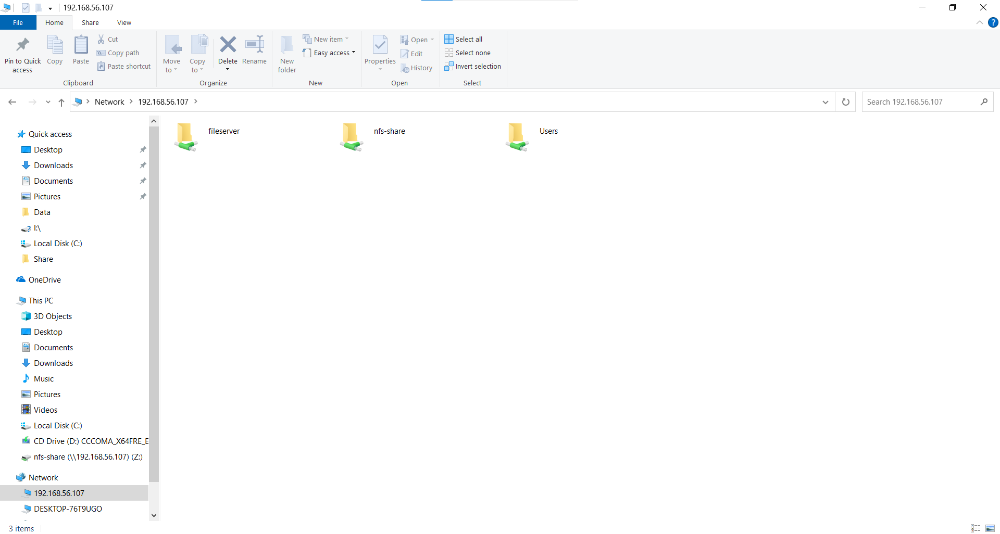 192.168.56.107
File Home Share View
Pin to Quick access
Copy
Paste
Cut
Copy path
Paste shortcut
Clipboard
Move to
Copy to
Delete
Rename
Organize
New folder
New item
Easy access
New
Properties
Open
Edit
History
Open
Select all
Select none
Invert selection
Select
Network 192.168.56.107
Search 192.168.56.107
Quick access
Desktop
Downloads
Documents
Pictures
Data
I:\
Local Disk (C:)
Share
OneDrive
This PC
3D Objects
Desktop
Documents
Downloads
Music
Pictures
Videos
Local Disk (C:)
CD Drive (D:) CCCOMA_X64FRE_E
nfs-share (\\192.168.56.107) (Z:)
Network
192.168.56.107
DESKTOP-76T9UGO
fileserver
nfs-share
Users
3 items